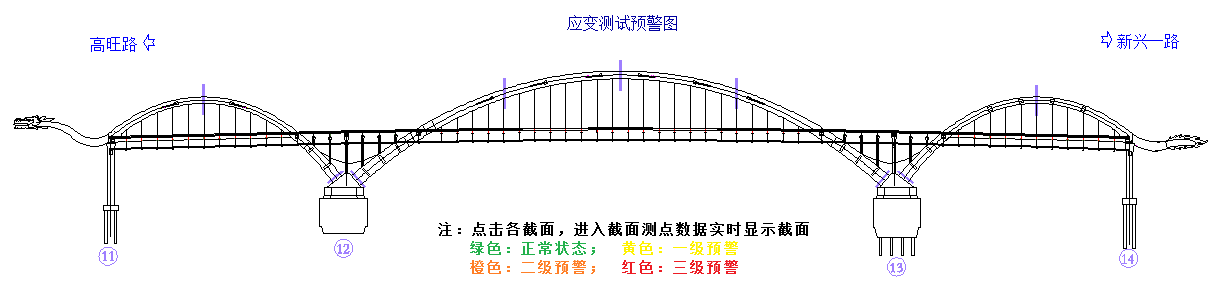 应变测试预警图
高旺路
新兴一路
注：点击各截面，进入截面测点数据实时显示截面
绿色：正常状态； 黄色：一级预警
橙色：二级预警； 红色：三级预警
11
12
13
14